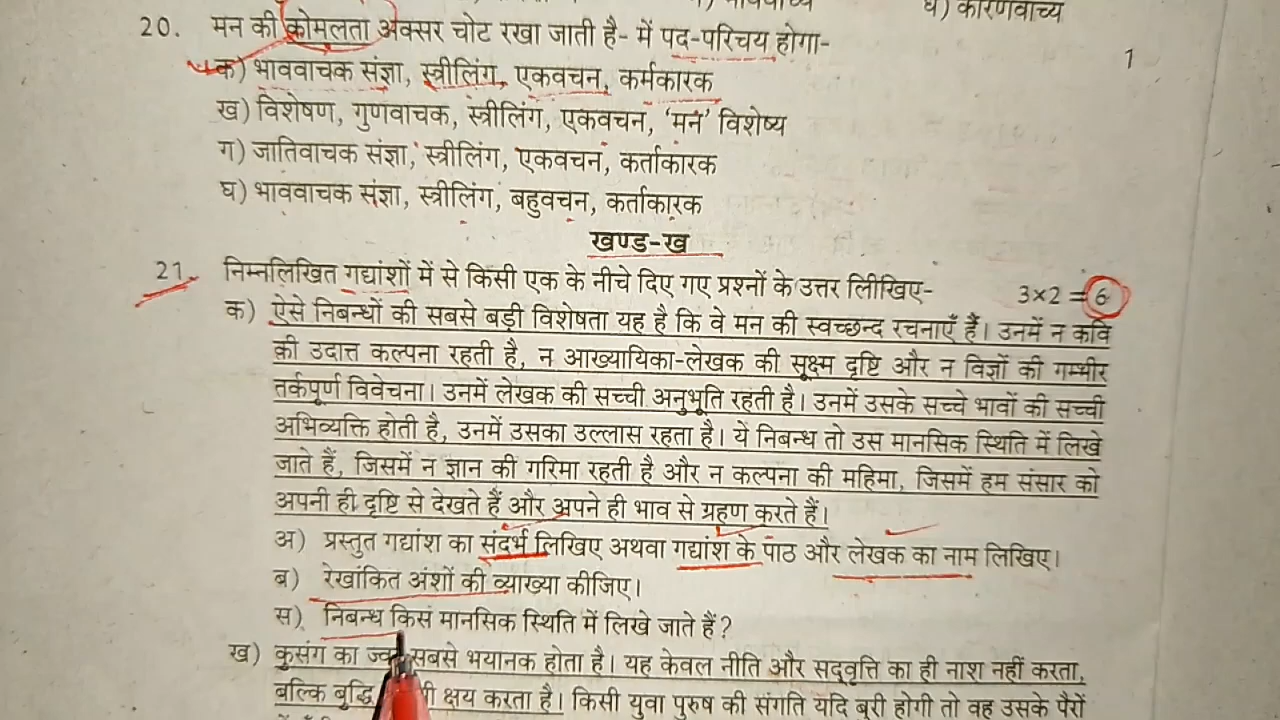 घ) कारणवाच्य
20. मन की कोमलता अक्सर चोट रखा जाती है- में पद-परिचय होगा- 1
क) भाववाचक संज्ञा, स्त्रीलिंग, एकवचन, कर्मकारक
ख) विशेषण, गुणवाचक, स्त्रीलिंग, एकवचन, ‘मन’ विशेष्य
ग) जातिवाचक संज्ञा, स्त्रीलिंग, एकवचन, कर्ताकारक
घ) भाववाचक संज्ञा, स्त्रीलिंग, बहुवचन, कर्ताकारक
खण्ड-ख
21. निम्नलिखित गद्यांशों में से किसी एक के नीचे दिए गए प्रश्नों के उत्तर लिीखिए- 3×2 = 6
क) ऐसे निबन्धों की सबसे बड़ी विशेषता यह है कि वे मन की स्वच्छन्द रचनाएँ हैं। उनमें न कवि
की उदात्त कल्पना रहती है, न आख्यायिका-लेखक की सूक्ष्म दृष्टि और न विज्ञों की गम्भीर
तर्कपूर्ण विवेचना। उनमें लेखक की सच्ची अनुभूति रहती है। उनमें उसके सच्चे भावों की सच्ची
अभिव्यक्ति होती है, उनमें उसका उल्लास रहता है। ये निबन्ध तो उस मानसिक स्थिति में लिखे
जाते हैं, जिसमें न ज्ञान की गरिमा रहती है और न कल्पना की महिमा, जिसमें हम संसार को
अपनी ही दृष्टि से देखते हैं और अपने ही भाव से ग्रहण करते हैं।
अ) प्रस्तुत गद्यांश का संदर्भ लिखिए अथवा गद्यांश के पाठ और लेखक का नाम लिखिए।
ब) रेखांकित अंशों की व्याख्या कीजिए।
स) निबन्ध किस मानसिक स्थिति में लिखे जाते हैं?
ख) कुसंग का सबसे भयानक होता है। यह केवल नीति और सद्वृत्ति का ही नाश नहीं करता,
बल्कि बुद्धि क्षय करता है। किसी युवा पुरुष की संगति यदि बुरी होगी तो वह उसके पैरों